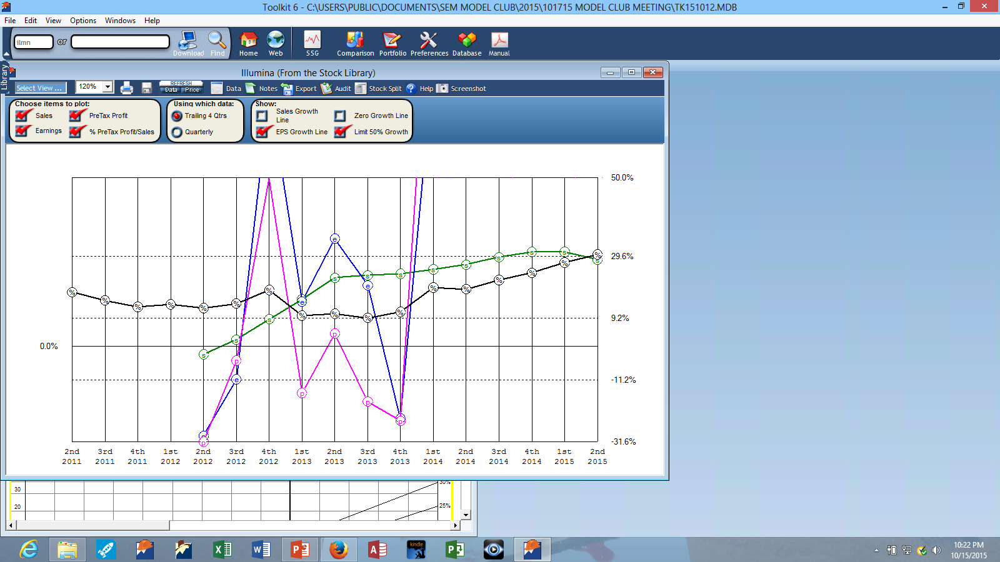 Toolkit 6 - C:\USERS\PUBLIC\DOCUMENTS\SEM MODEL CLUB\2015\101715 MODEL CLUB MEETING\TK151012.MDB
File Edit View Options Windows Help
ilmn or Download Find Home Web SSG Comparison Portfolio Preferences Database Manual
Library
Illumina (From the Stock Library)
Select View ... 120% REFRESH Data Price Data Notes Export Audit Stock Split Help Screenshot
Choose items to plot: Using which data: Show:
Sales PreTax Profit Trailing 4 Qtrs Sales Growth Line Zero Growth Line
Earnings % PreTax Profit/Sales Quarterly EPS Growth Line Limit 50% Growth
50.0%
29.6%
9.2%
0.0%
-11.2%
-31.6%
2nd 3rd 4th 1st 2nd 3rd 4th 1st 2nd 3rd 4th 1st 2nd 3rd 4th 1st 2nd
2011 2011 2011 2012 2012 2012 2012 2013 2013 2013 2013 2014 2014 2014 2014 2015 2015
30 30%
20 25%
kindle
10:22 PM
10/15/2015